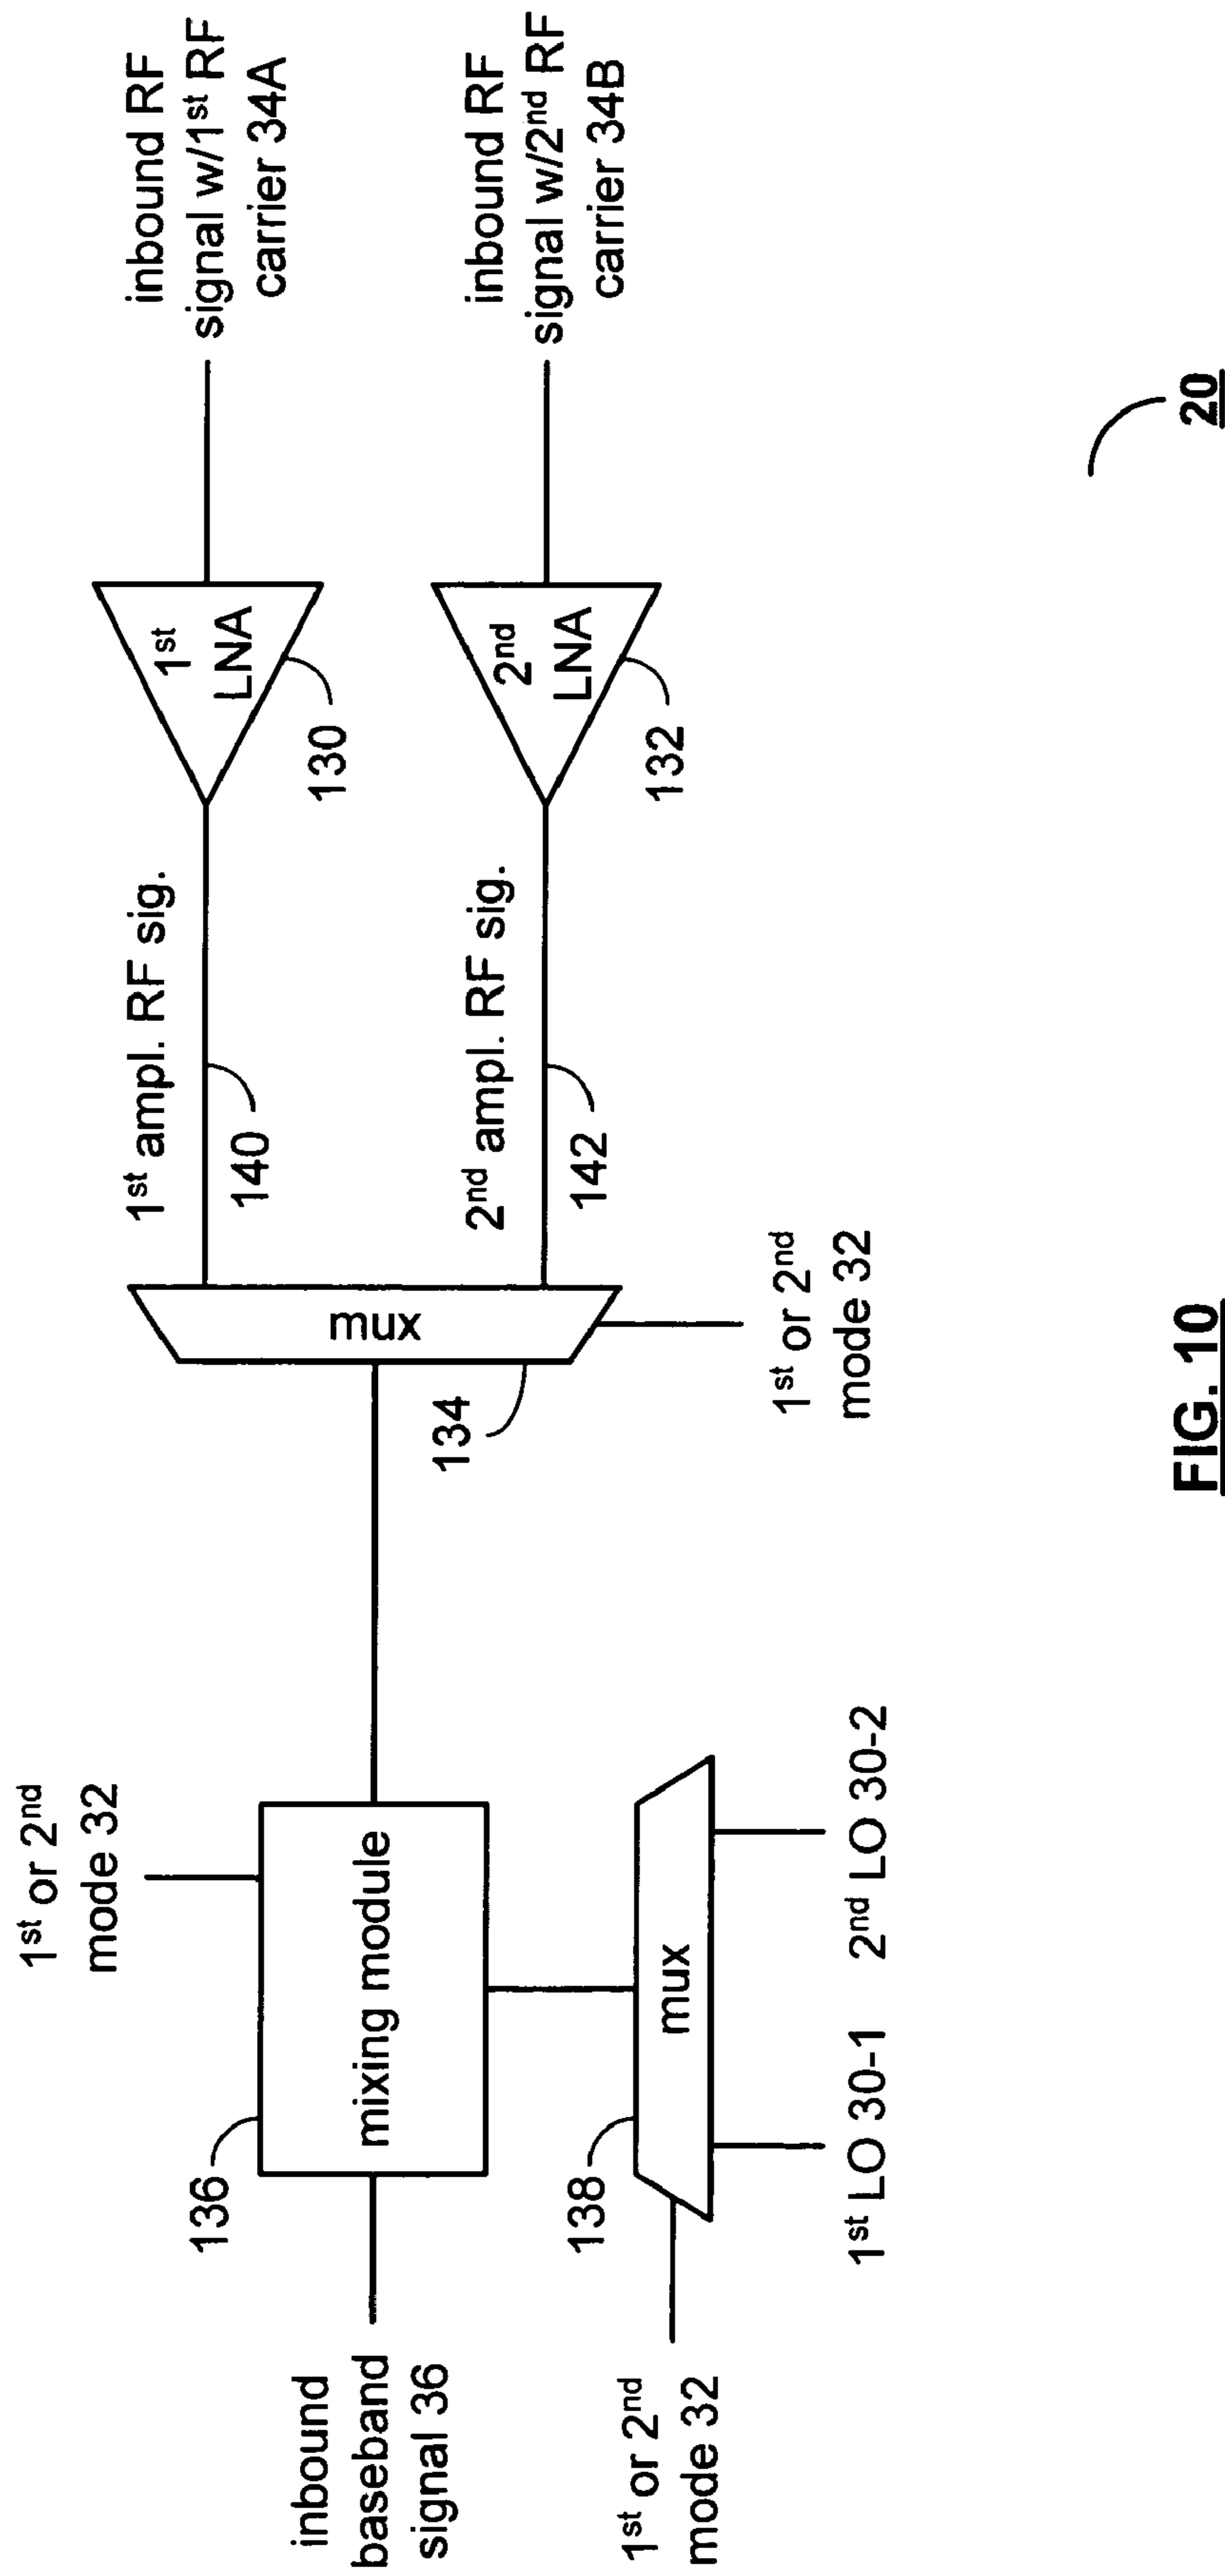 1st or 2nd
mode 32
136
mixing module
inbound
baseband
signal 36
138
mux
1st or 2nd
mode 32
1st LO 30-1
2nd LO 30-2
134
mux
1st or 2nd
mode 32
1st ampl. RF sig.
140
2nd ampl. RF sig.
142
1st
LNA
130
2nd
LNA
132
inbound RF
signal w/1st RF
carrier 34A
inbound RF
signal w/2nd RF
carrier 34B
20
FIG. 10